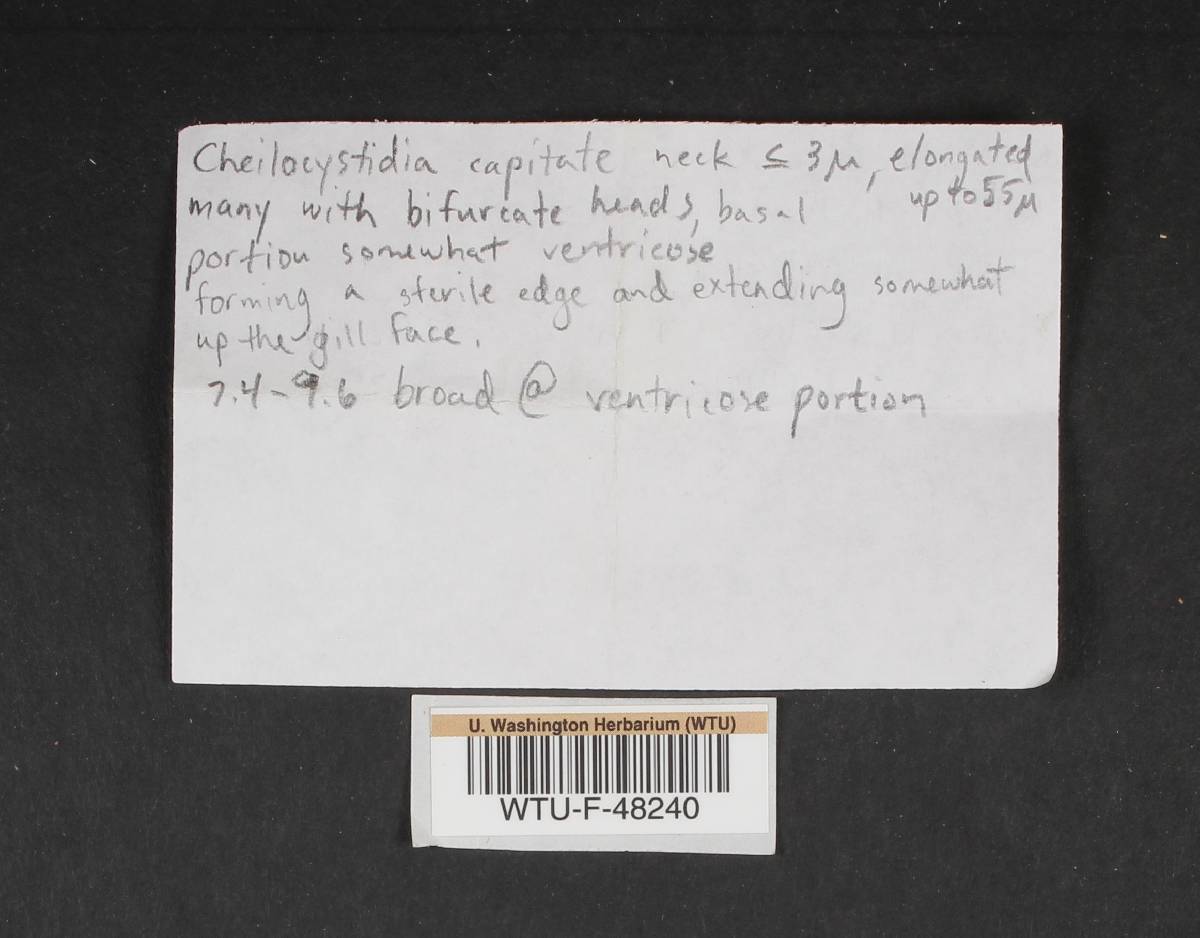 Cheilocystidia capitate neck ≤ 3µ, elongated
up to 55µ
many with bifurcate heads, basal
portion somewhat ventricose
forming a sterile edge and extending somewhat
up the gill face.
7.4-9.6 broad @ ventricose portion
U. Washington Herbarium (WTU)
WTU-F-48240